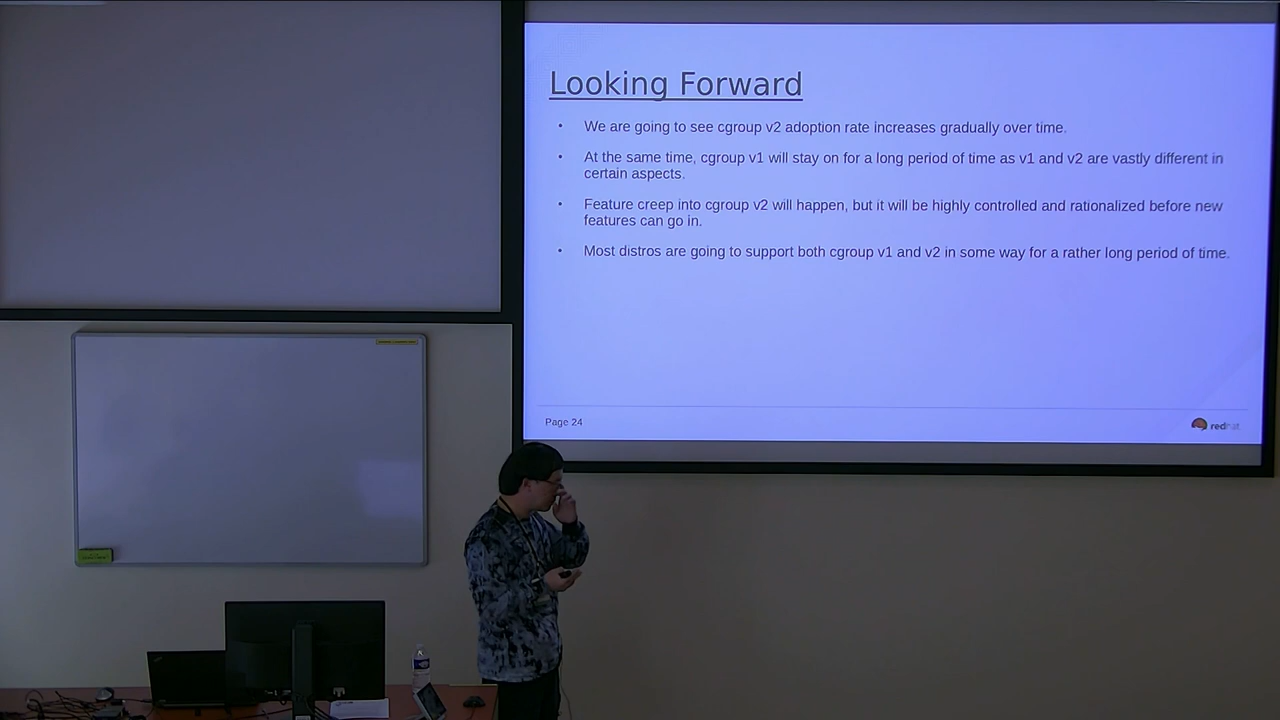 Looking Forward
• We are going to see cgroup v2 adoption rate increases gradually over time.
• At the same time, cgroup v1 will stay on for a long period of time as v1 and v2 are vastly different in
certain aspects.
• Feature creep into cgroup v2 will happen, but it will be highly controlled and rationalized before new
features can go in.
• Most distros are going to support both cgroup v1 and v2 in some way for a rather long period of time.
Page 24
redhat